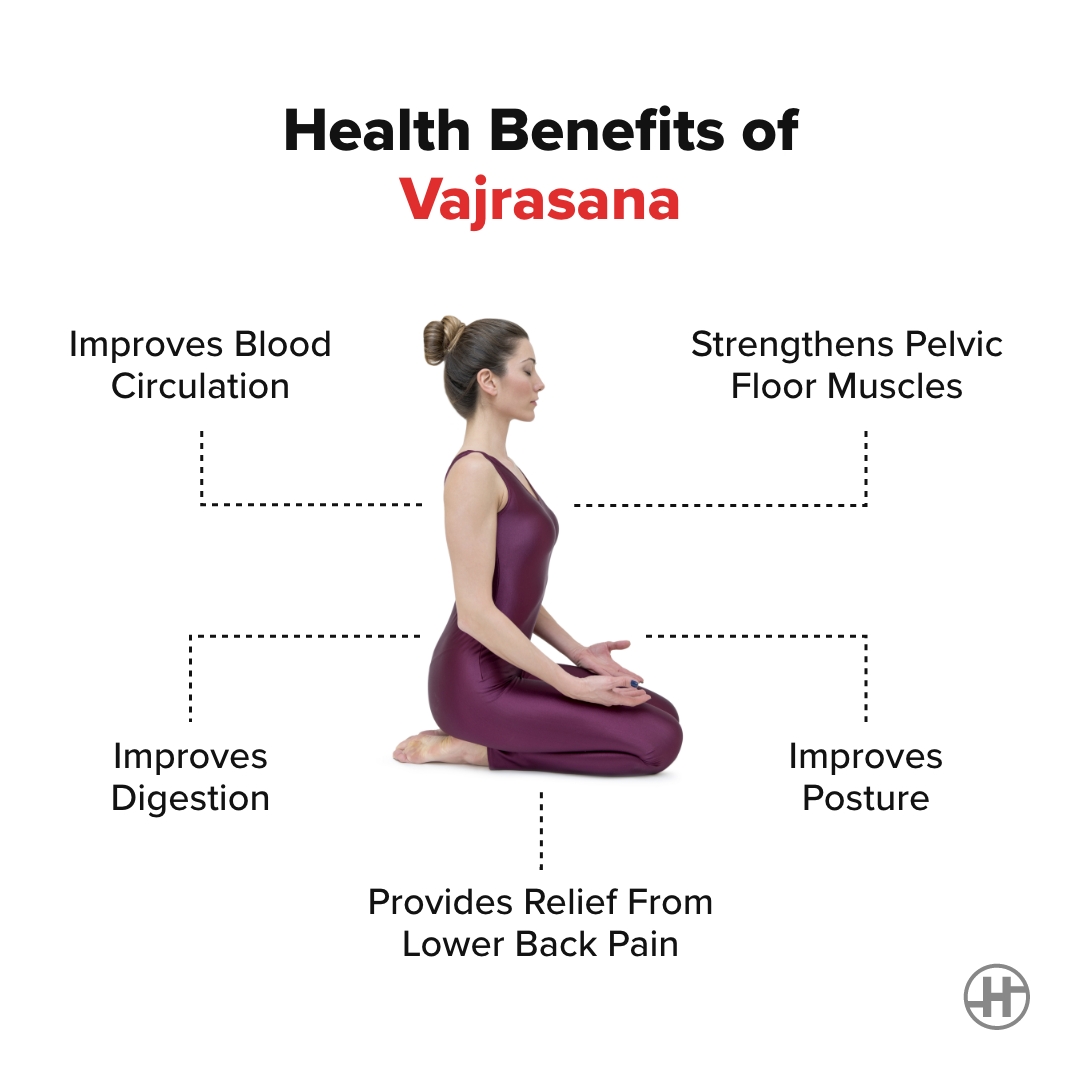 Health Benefits of
Vajrasana
Improves Blood
Circulation
Strengthens Pelvic
Floor Muscles
Improves
Digestion
Improves
Posture
Provides Relief From
Lower Back Pain
H